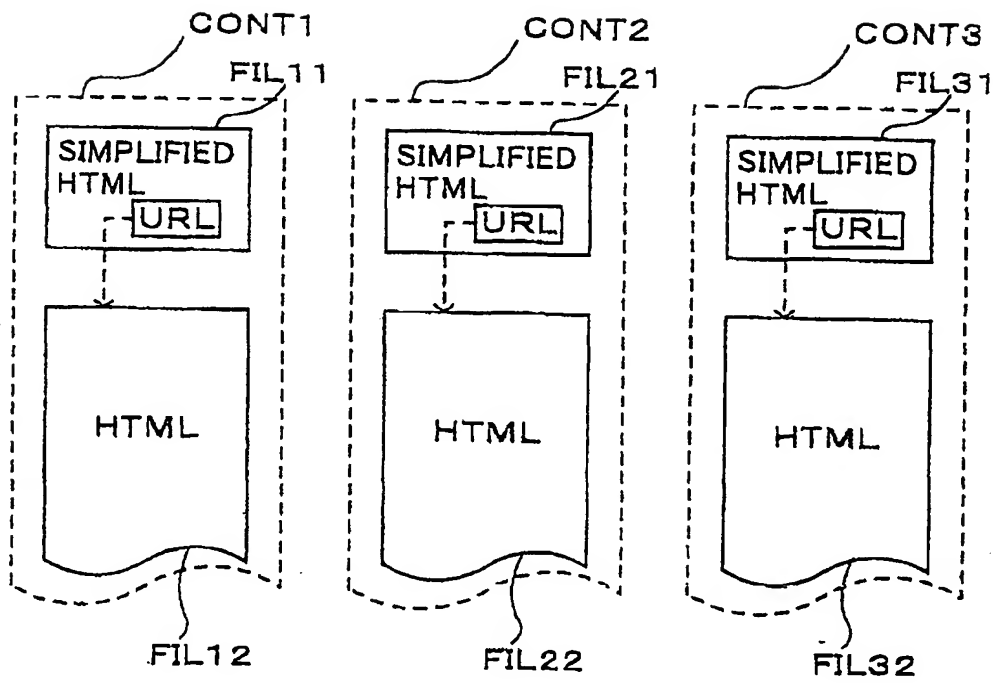 CONT1
FIL11
SIMPLIFIED
HTML
URL
HTML
FIL12
CONT2
FIL21
SIMPLIFIED
HTML
URL
HTML
FIL22
CONT3
FIL31
SIMPLIFIED
HTML
URL
HTML
FIL32